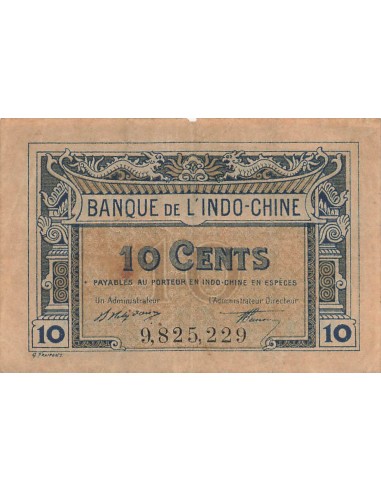 BANQUE DE L'INDO-CHINE
10 CENTS
PAYABLES AU PORTEUR EN INDO-CHINE EN ESPÈCES
Un Administrateur L'Administrateur Directeur
9,825,229
10 10